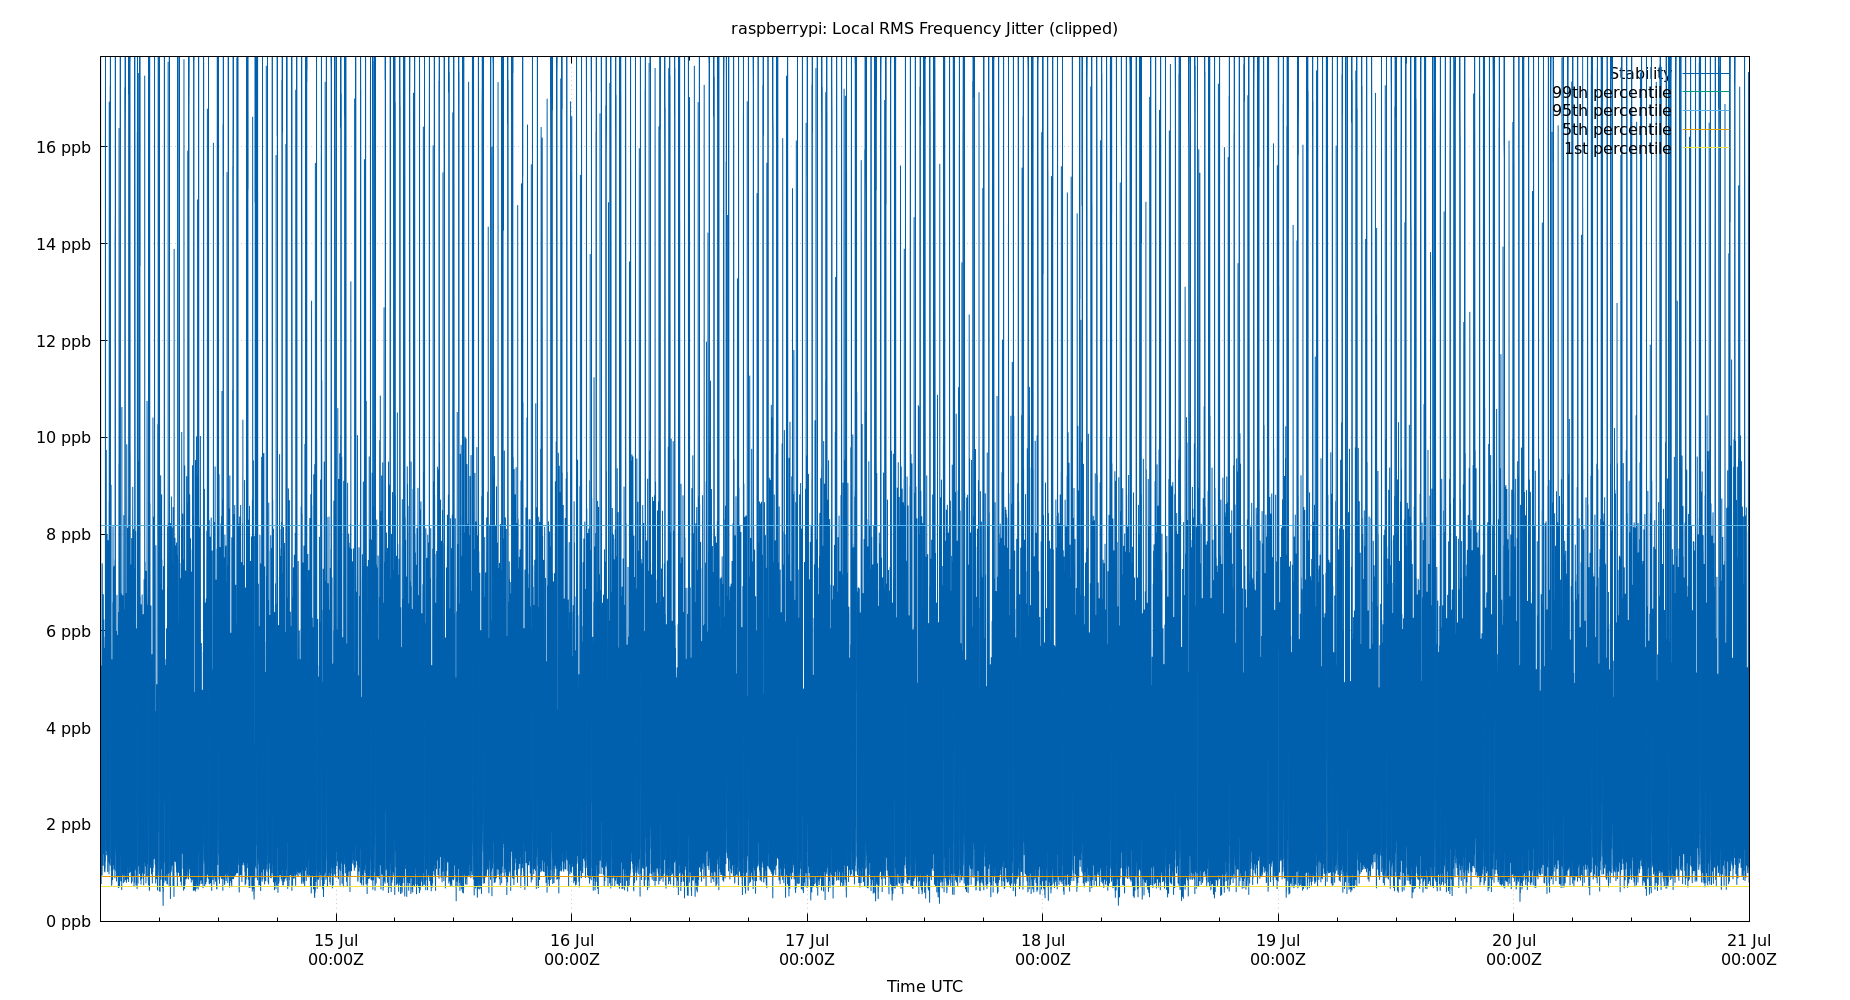 raspberrypi: Local RMS Frequency Jitter (clipped)
Stability
99th percentile
95th percentile
5th percentile
1st percentile
16 ppb
14 ppb
12 ppb
10 ppb
8 ppb
6 ppb
4 ppb
2 ppb
0 ppb
15 Jul 16 Jul 17 Jul 18 Jul 19 Jul 20 Jul 21 Jul
00:00Z 00:00Z 00:00Z 00:00Z 00:00Z 00:00Z 00:00Z
Time UTC